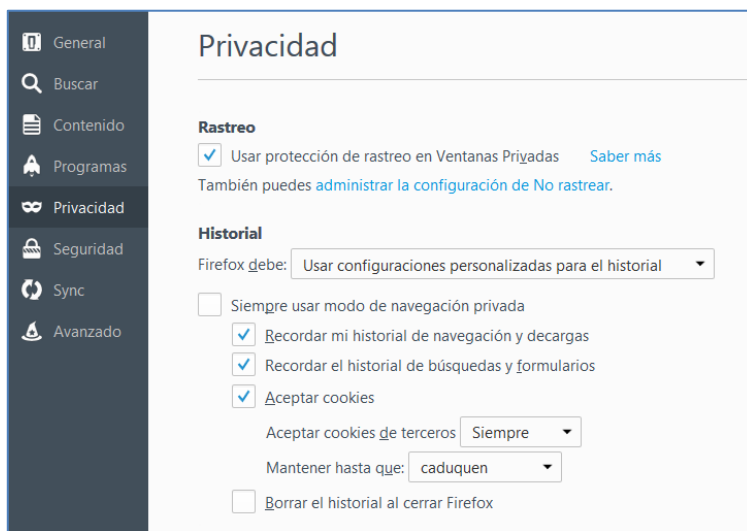 General
Buscar
Contenido
Programas
Privacidad
Seguridad
Sync
Avanzado
Privacidad
Rastreo
Usar protección de rastreo en Ventanas Privadas Saber más
También puedes administrar la configuración de No rastrear.
Historial
Firefox debe: Usar configuraciones personalizadas para el historial
Siempre usar modo de navegación privada
Recordar mi historial de navegación y decargas
Recordar el historial de búsquedas y formularios
Aceptar cookies
Aceptar cookies de terceros Siempre
Mantener hasta que: caduquen
Borrar el historial al cerrar Firefox